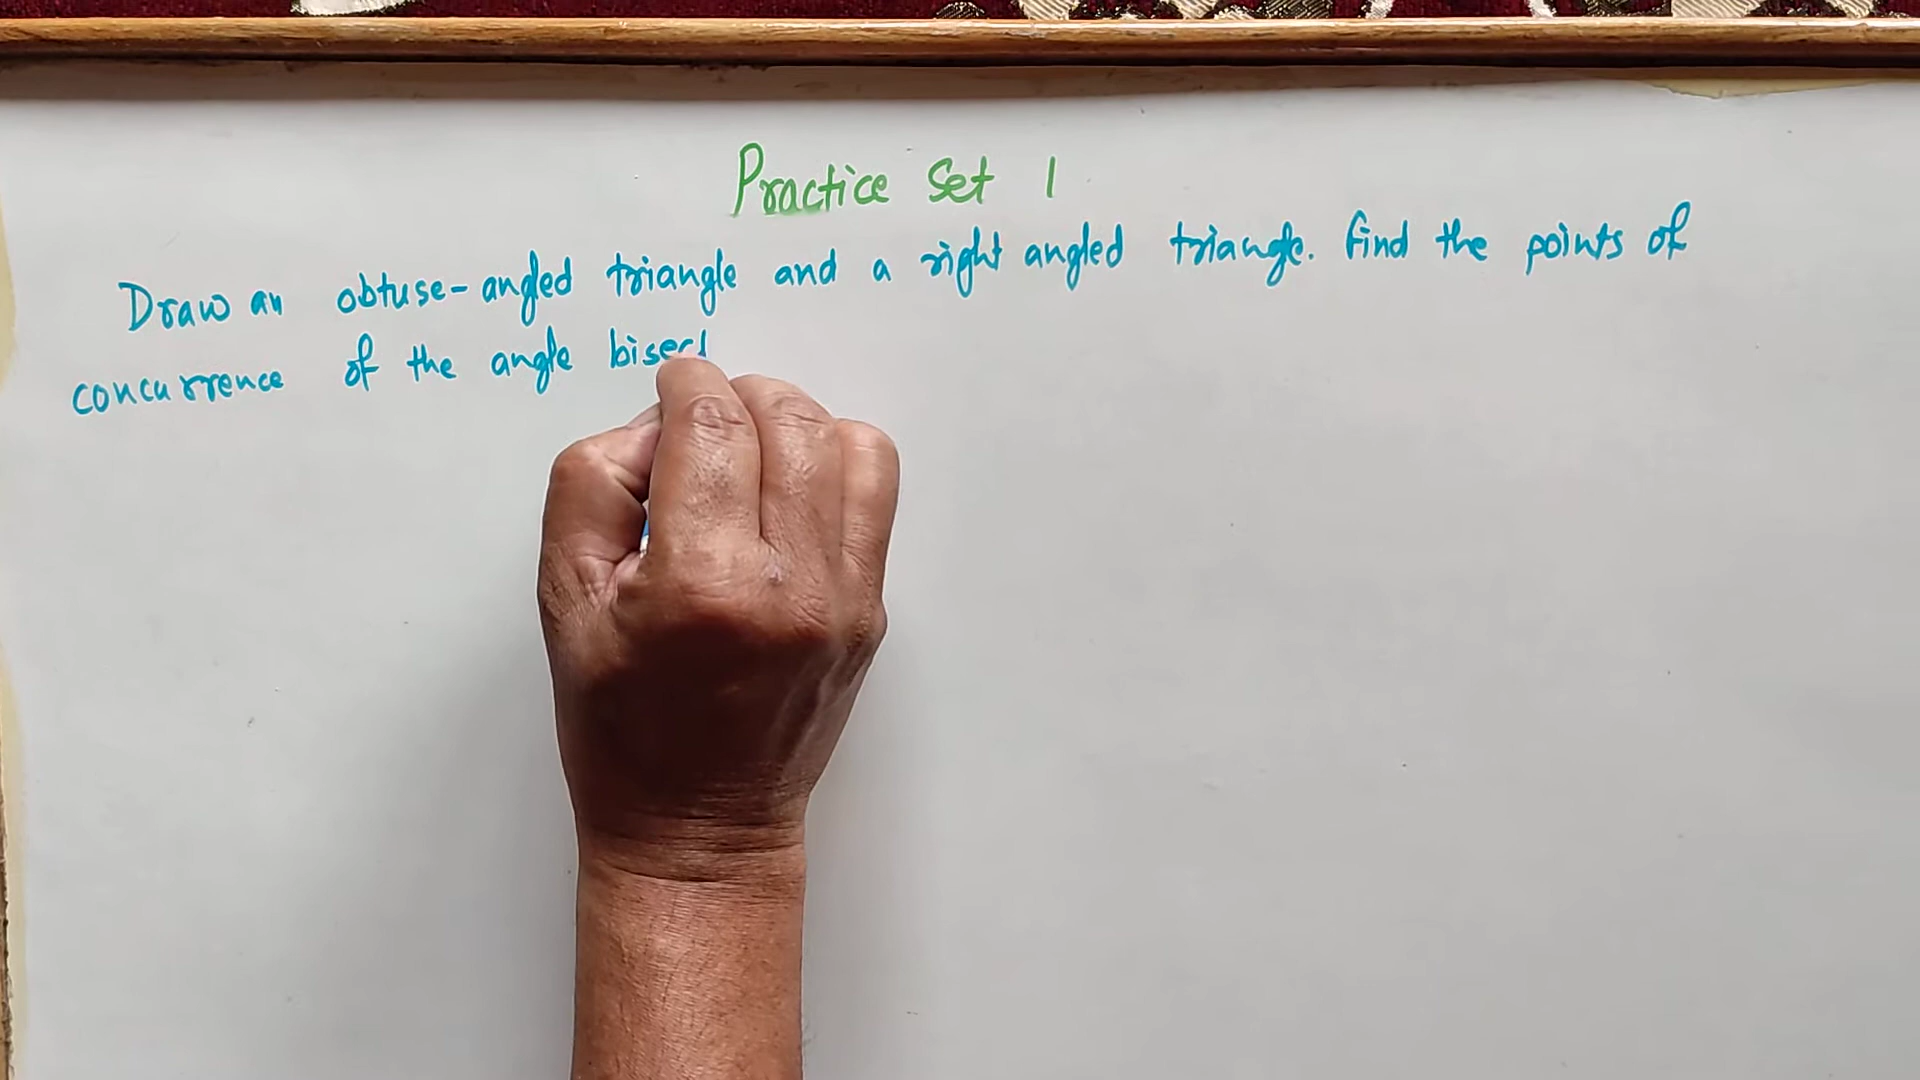 Practice Set 1
Draw an obtuse-angled triangle and a right angled triangle. Find the points of
concurrence of the angle bisect